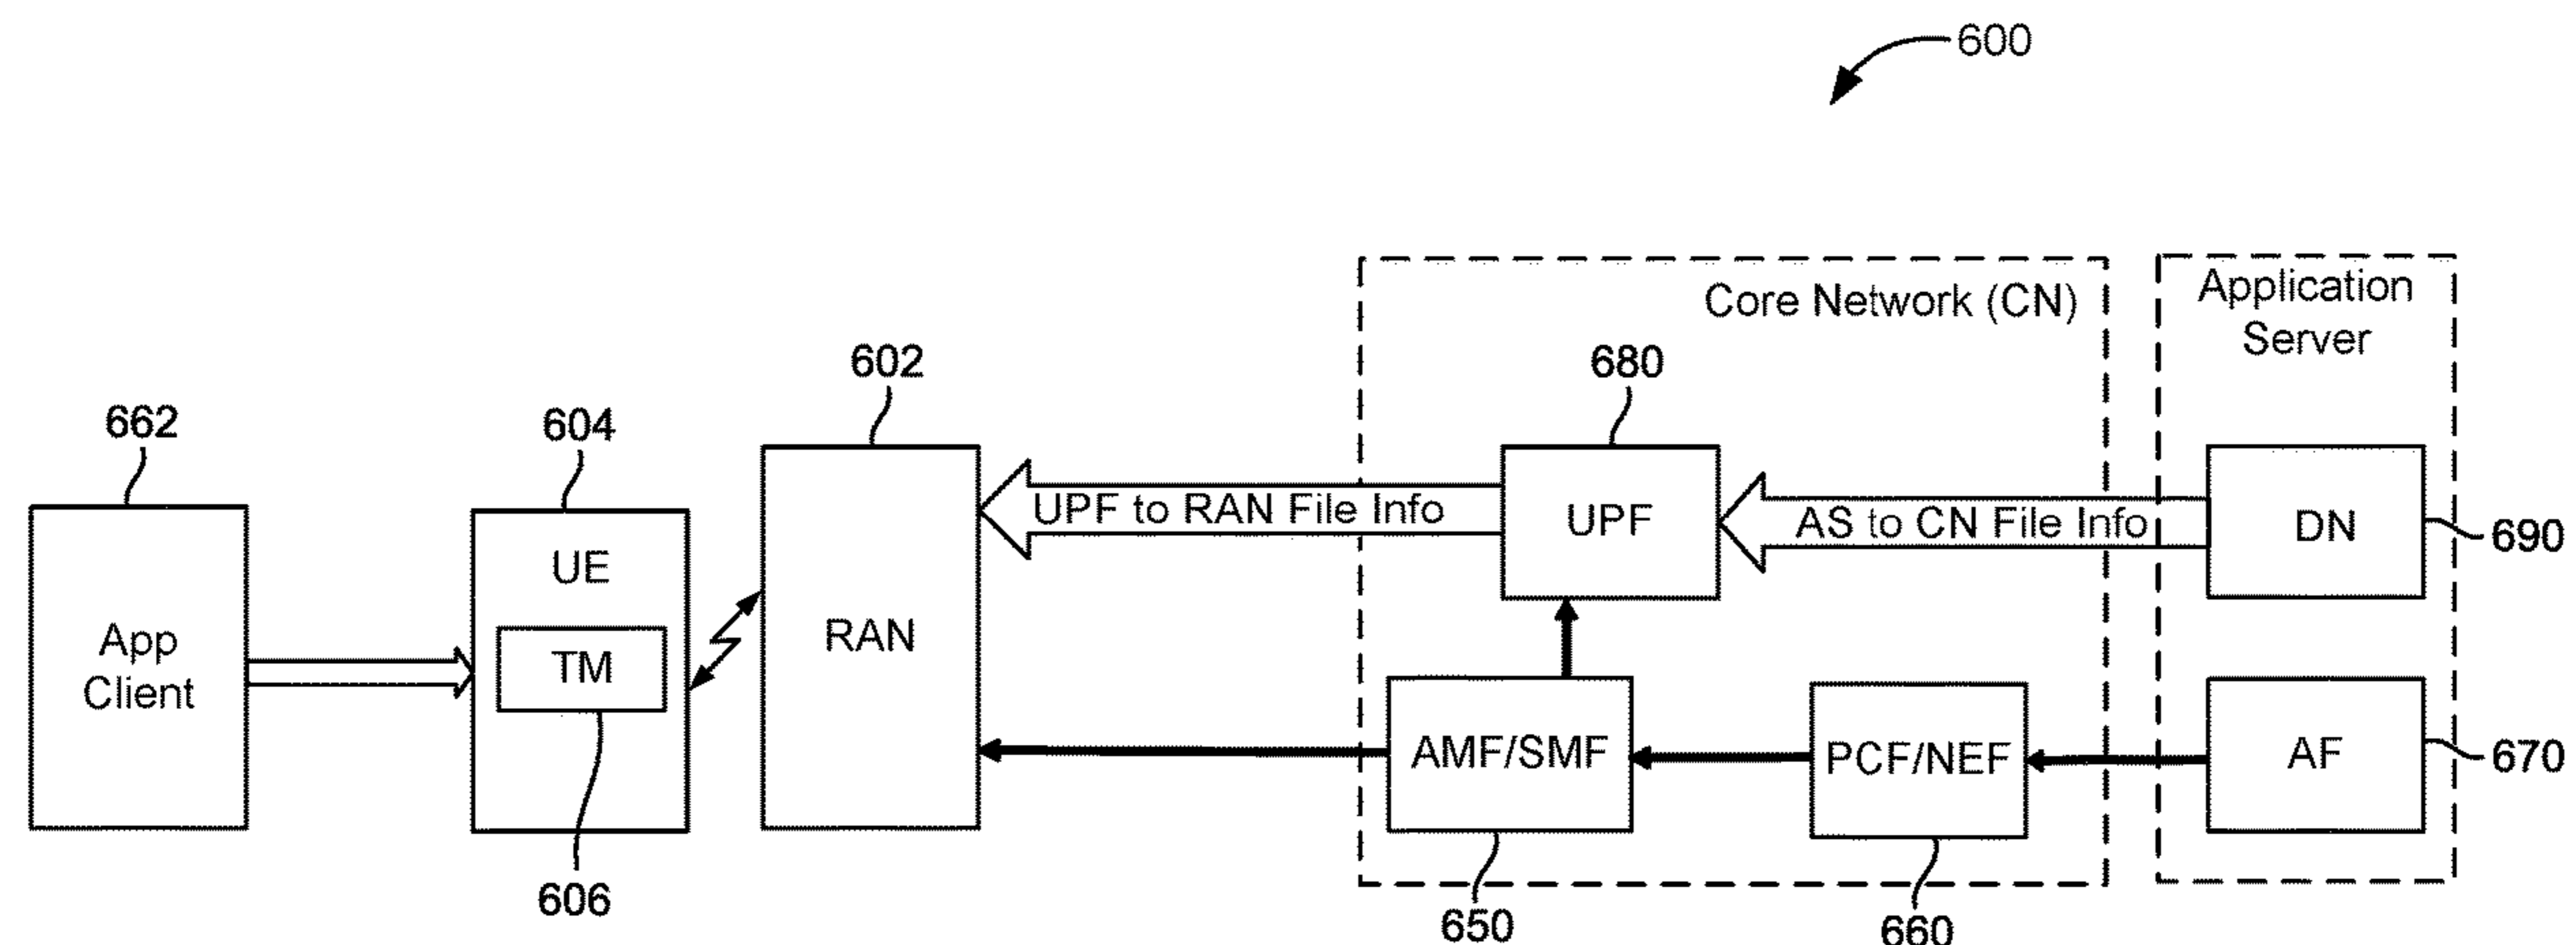 600
Core Network (CN)
Application
Server
602
680
662
604
UPF to RAN File Info
UPF
AS to CN File Info
DN
690
UE
App
Client
TM
RAN
AMF/SMF
PCF/NEF
AF
670
606
650
660